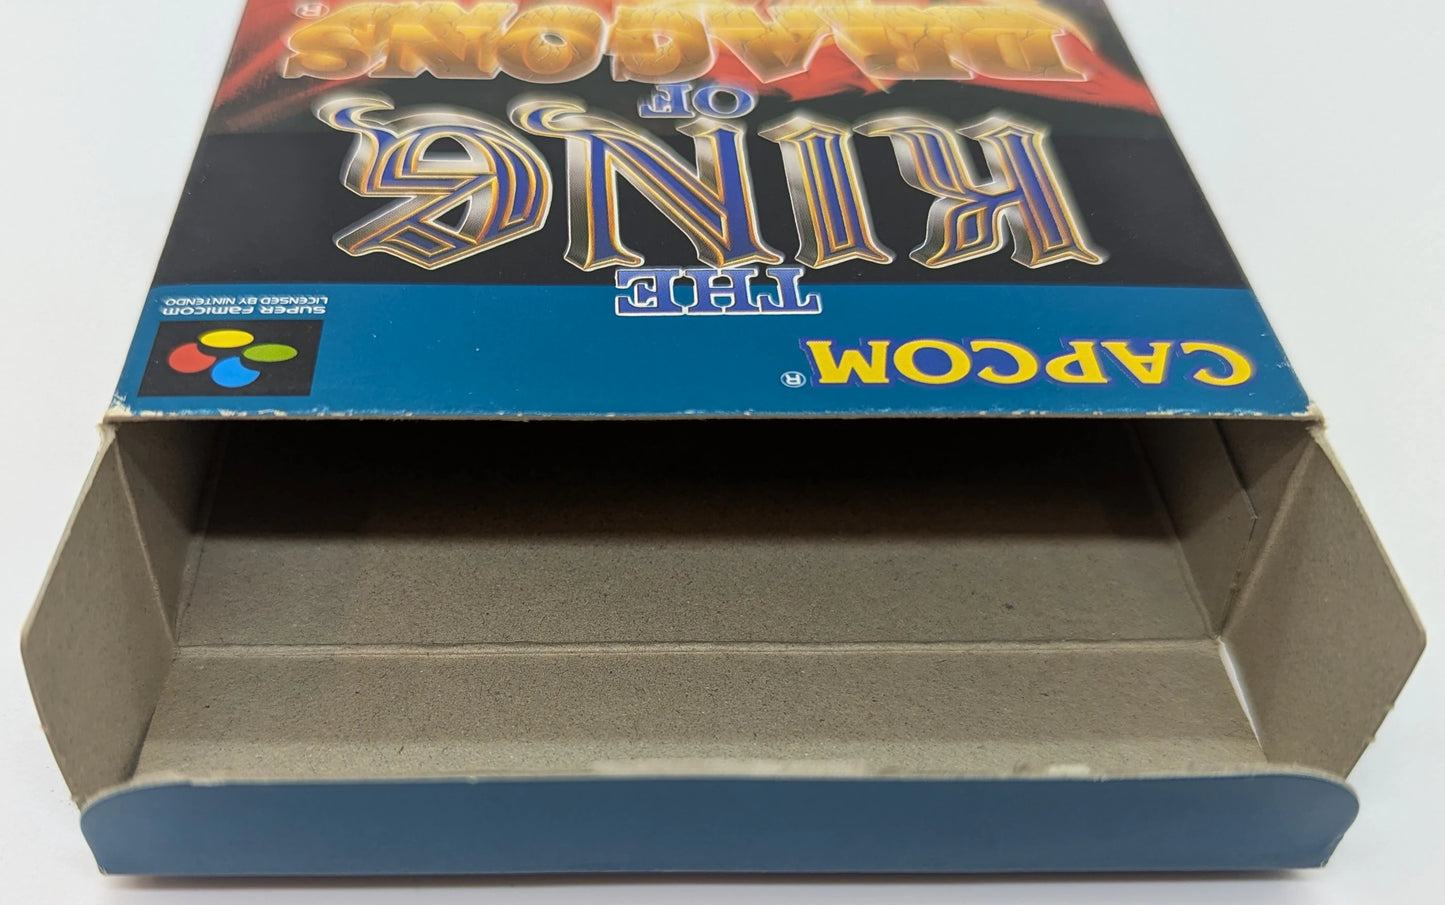 CAPCOM®
SUPER FAMICOM
LICENSED BY NINTENDO
THE
KING
OF
DRAGONS®